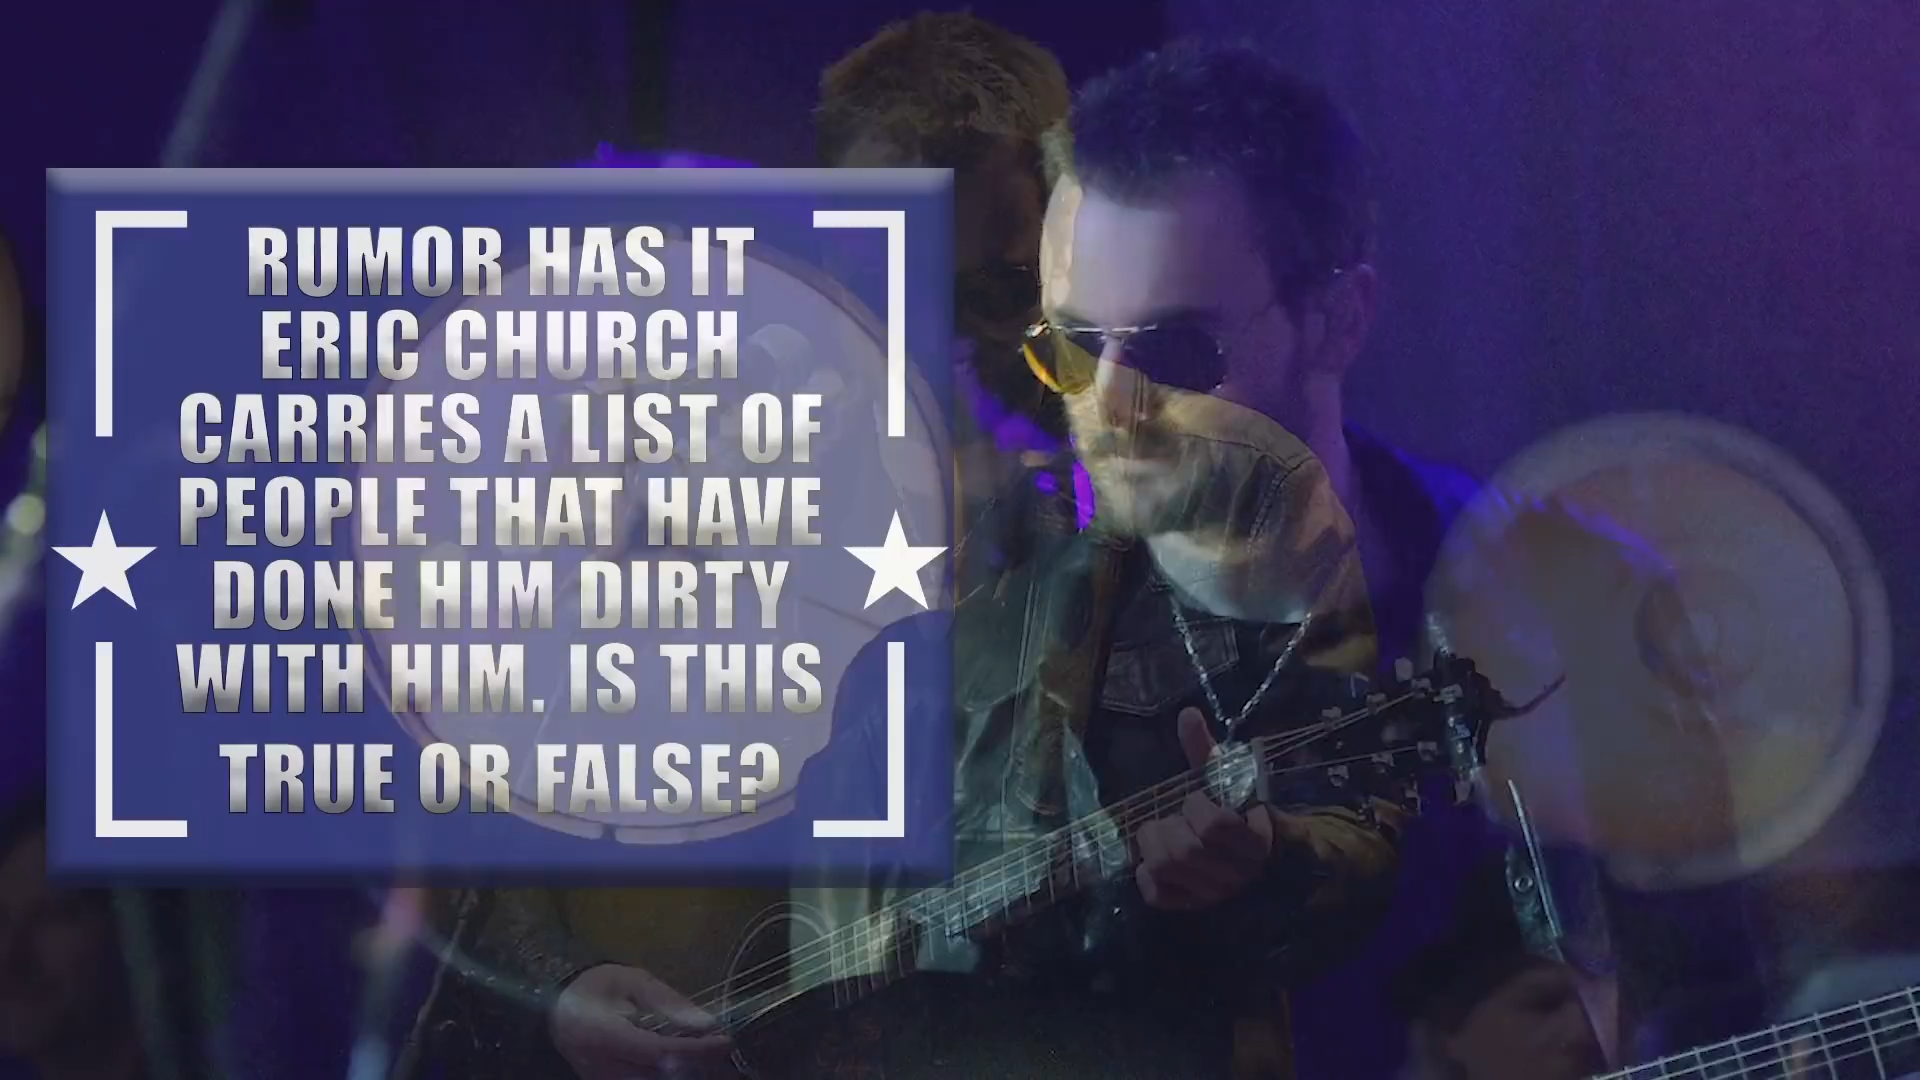 RUMOR HAS IT
ERIC CHURCH
CARRIES A LIST OF
PEOPLE THAT HAVE
DONE HIM DIRTY
WITH HIM. IS THIS
TRUE OR FALSE?